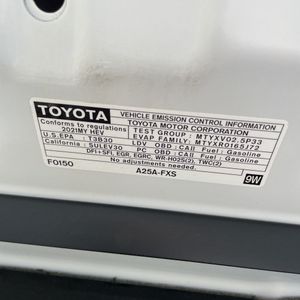 TOYOTA
VEHICLE EMISSION CONTROL INFORMATION
Conforms to regulations
TOYOTA MOTOR CORPORATION
2021MY HEV
TEST GROUP : MTYXV02.5P33
EVAP FAMILY : MTYXR0165J72
U.S.EPA : T3B30 LDV OBD : CAII Fuel : Gasoline
California : SULEV30 PC OBD : CAII Fuel : Gasoline
DFI+SFI, EGR, EGRC, WR-HO2S(2), TWC(2)
No adjustments needed.
F0150 A25A-FXS 9W